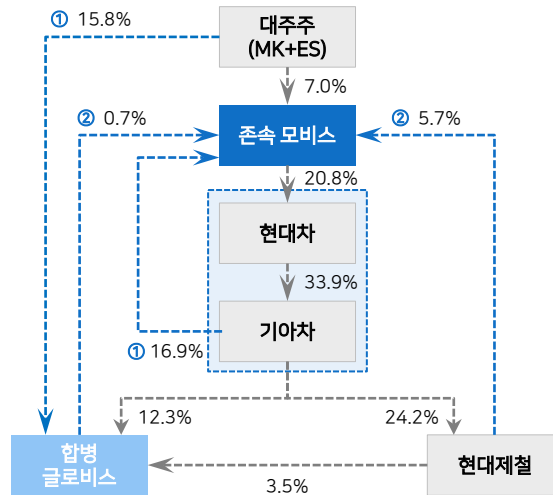 ① 15.8%
대주주
(MK+ES)
7.0%
② 0.7%
존속 모비스
② 5.7%
20.8%
현대차
33.9%
기아차
① 16.9%
12.3%
24.2%
합병
글로비스
현대제철
3.5%